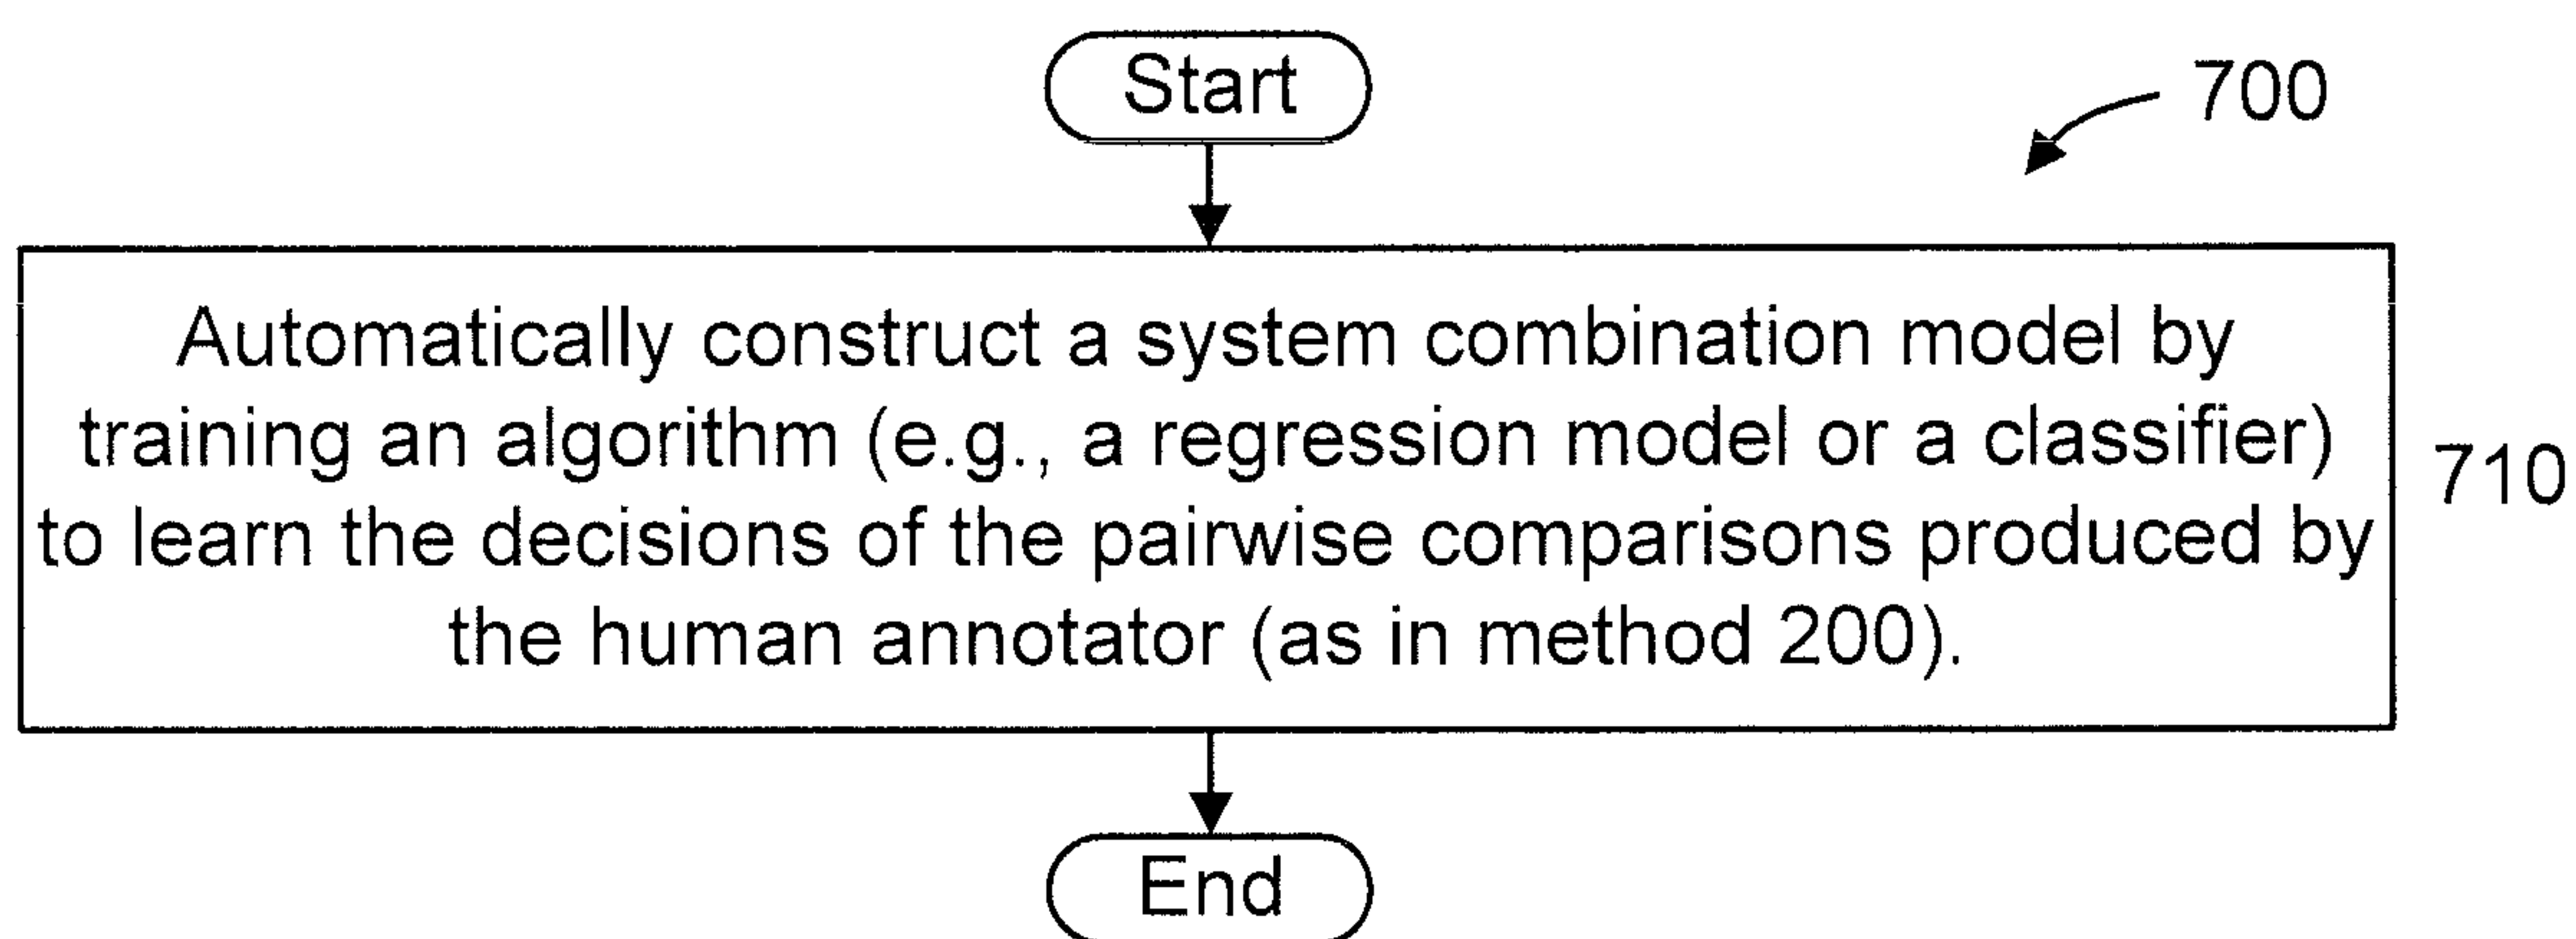 Start
700
Automatically construct a system combination model by
training an algorithm (e.g., a regression model or a classifier)
to learn the decisions of the pairwise comparisons produced by
the human annotator (as in method 200).
710
End